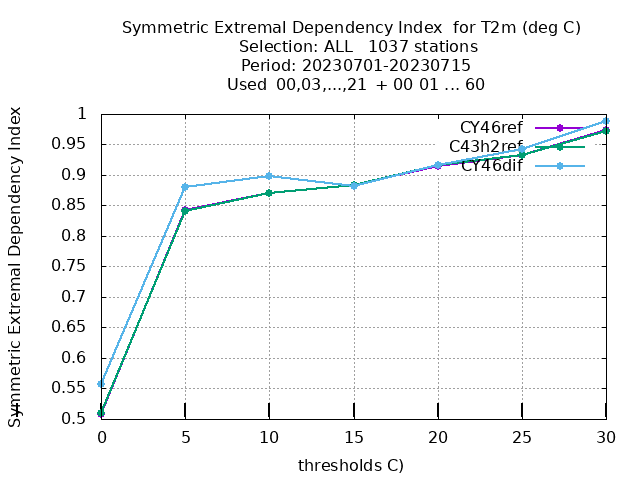 Symmetric Extremal Dependency Index  for T2m (deg C)
Selection: ALL   1037 stations
Period: 20230701-20230715
Used  00,03,...,21  + 00 01 ... 60
Symmetric Extremal Dependency Index
1
0.95
0.9
0.85
0.8
0.75
0.7
0.65
0.6
0.55
0.5
CY46ref
C43h2ref
CY46dif
0 5 10 15 20 25 30
thresholds C)